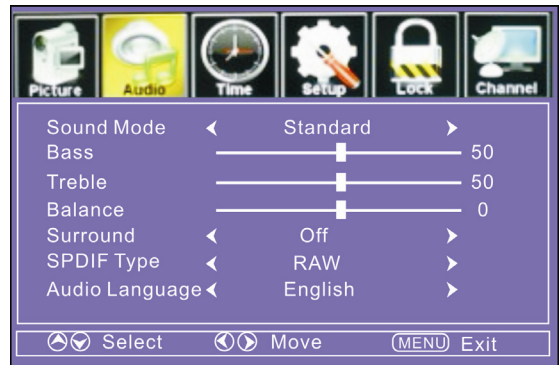 Picture Audio Time Setup Lock Channel
Sound Mode Standard
Bass 50
Treble 50
Balance 0
Surround Off
SPDIF Type RAW
Audio Language English
Select Move MENU Exit